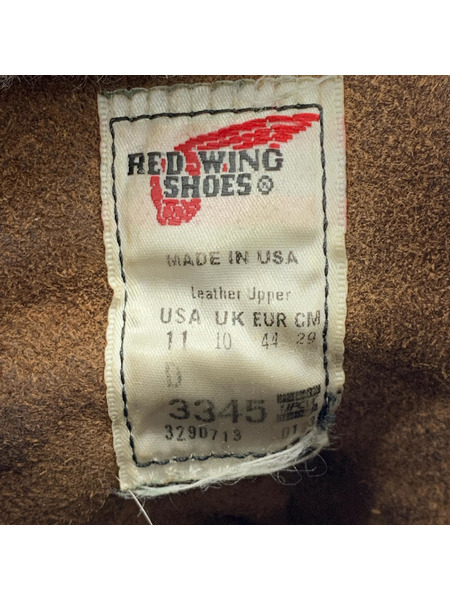 RED WING
SHOES®
MADE IN USA
Leather Upper
USA UK EUR CM
11 10 44 29
D
3345
3290713